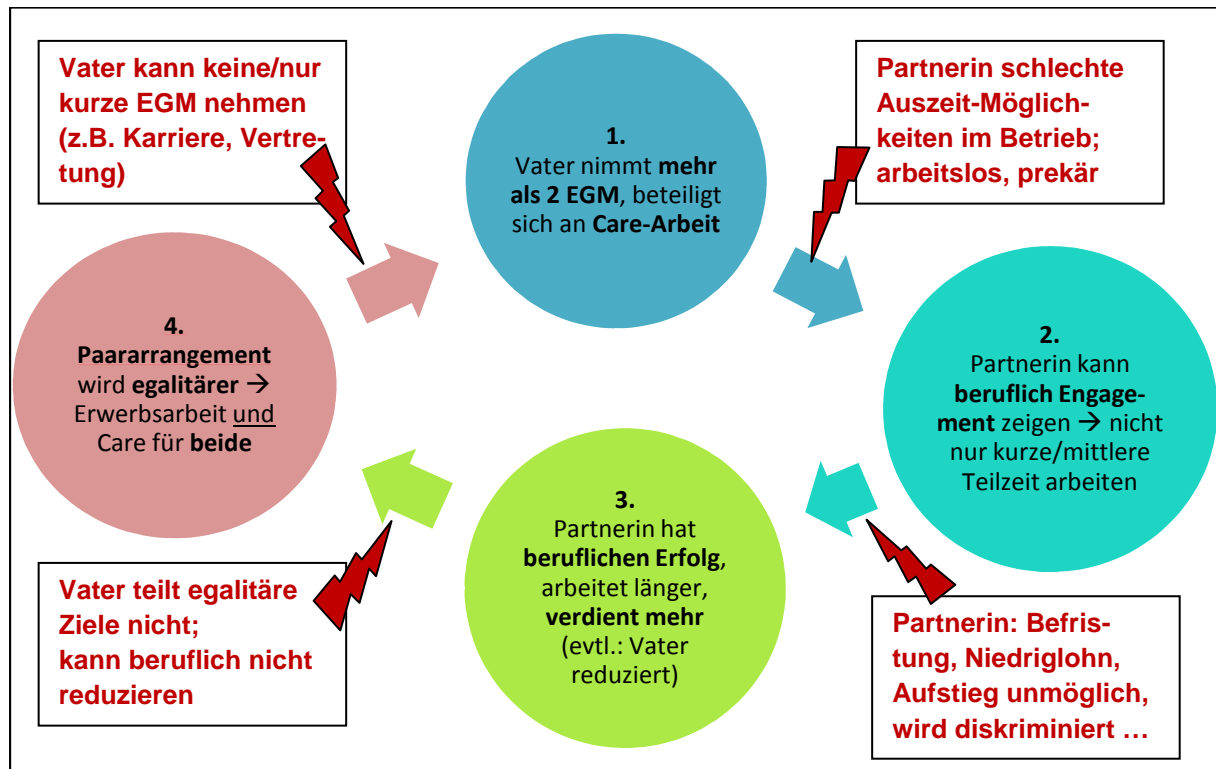 Vater kann keine/nur
kurze EGM nehmen
(z.B. Karriere, Vertre-
tung)
1.
Vater nimmt mehr
als 2 EGM, beteiligt
sich an Care-Arbeit
Partnerin schlechte
Auszeit-Möglich-
keiten im Betrieb;
arbeitslos, prekär
2.
Partnerin kann
beruflich Engage-
ment zeigen → nicht
nur kurze/mittlere
Teilzeit arbeiten
Partnerin: Befris-
tung, Niedriglohn,
Aufstieg unmöglich,
wird diskriminiert …
3.
Partnerin hat
beruflichen Erfolg,
arbeitet länger,
verdient mehr
(evtl.: Vater
reduziert)
Vater teilt egalitäre
Ziele nicht;
kann beruflich nicht
reduzieren
4.
Paararrangement
wird egalitärer →
Erwerbsarbeit und
Care für beide